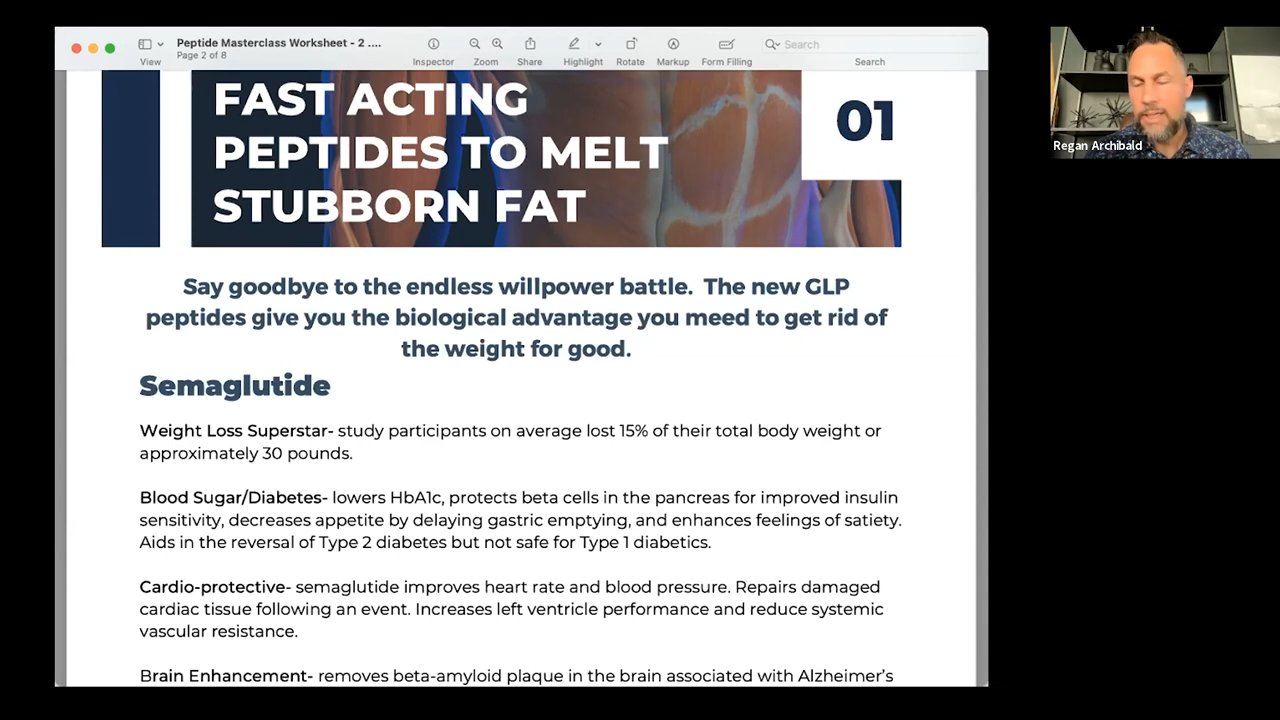 Peptide Masterclass Worksheet - 2 ....
Page 2 of 8
View
Inspector
Zoom
Share
Highlight
Rotate
Markup
Form Filling
Search
Search
FAST ACTING
PEPTIDES TO MELT
STUBBORN FAT
01
Regan Archibald
Say goodbye to the endless willpower battle. The new GLP
peptides give you the biological advantage you meed to get rid of
the weight for good.
Semaglutide
Weight Loss Superstar- study participants on average lost 15% of their total body weight or
approximately 30 pounds.
Blood Sugar/Diabetes- lowers HbA1c, protects beta cells in the pancreas for improved insulin
sensitivity, decreases appetite by delaying gastric emptying, and enhances feelings of satiety.
Aids in the reversal of Type 2 diabetes but not safe for Type 1 diabetics.
Cardio-protective- semaglutide improves heart rate and blood pressure. Repairs damaged
cardiac tissue following an event. Increases left ventricle performance and reduce systemic
vascular resistance.
Brain Enhancement- removes beta-amyloid plaque in the brain associated with Alzheimer's